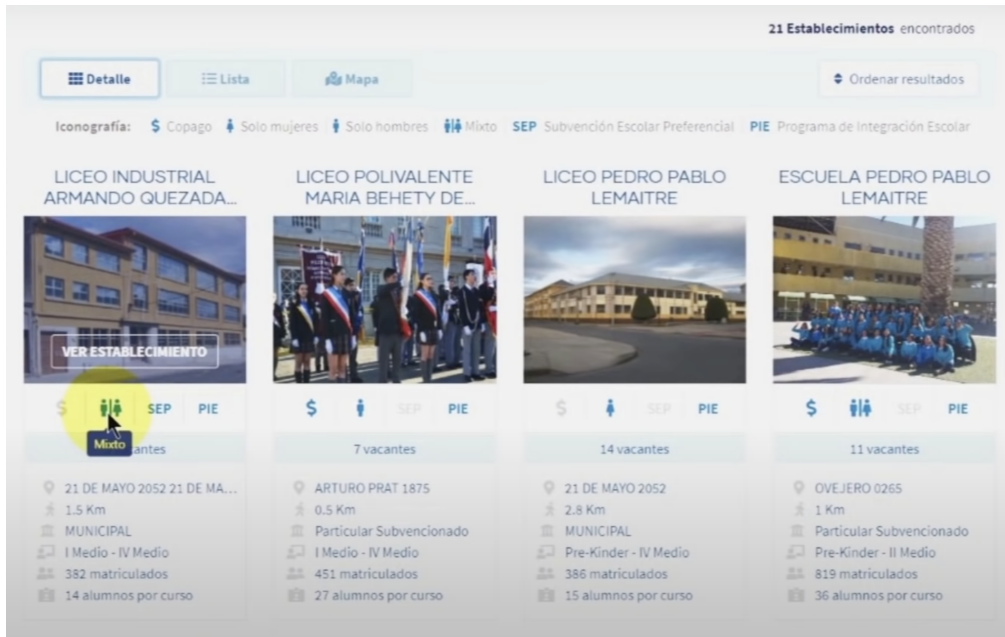 21 Establecimientos encontrados
Detalle
Lista
Mapa
Ordenar resultados
Iconografía: $ Copago Solo mujeres Solo hombres Mixto SEP Subvención Escolar Preferencial PIE Programa de Integración Escolar
LICEO INDUSTRIAL
ARMANDO QUEZADA...
VER ESTABLECIMIENTO
$ SEP PIE
Mixto
antes
21 DE MAYO 2052 21 DE MA...
1.5 Km
MUNICIPAL
I Medio - IV Medio
382 matriculados
14 alumnos por curso
LICEO POLIVALENTE
MARIA BEHETY DE...
$ SEP PIE
7 vacantes
ARTURO PRAT 1875
0.5 Km
Particular Subvencionado
I Medio - IV Medio
451 matriculados
27 alumnos por curso
LICEO PEDRO PABLO
LEMAITRE
$ SEP PIE
14 vacantes
21 DE MAYO 2052
2.8 Km
MUNICIPAL
Pre-Kinder - IV Medio
386 matriculados
15 alumnos por curso
ESCUELA PEDRO PABLO
LEMAITRE
$ SEP PIE
11 vacantes
OVEJERO 0265
1 Km
Particular Subvencionado
Pre-Kinder - II Medio
819 matriculados
36 alumnos por curso